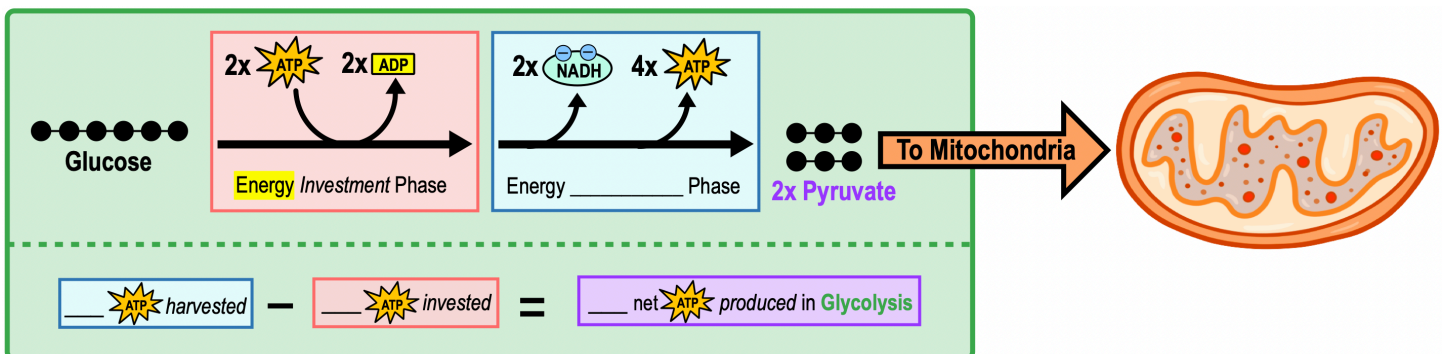 2x ATP 2x ADP
2x NADH 4x ATP
Glucose
Energy Investment Phase
Energy ____________ Phase
2x Pyruvate
To Mitochondria
____ ATP harvested − ____ ATP invested = ____ net ATP produced in Glycolysis